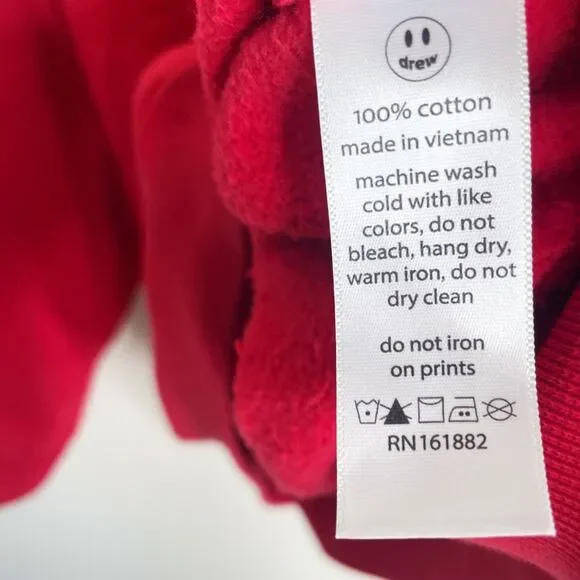 drew
100% cotton
made in vietnam
machine wash
cold with like
colors, do not
bleach, hang dry,
warm iron, do not
dry clean
do not iron
on prints
RN161882